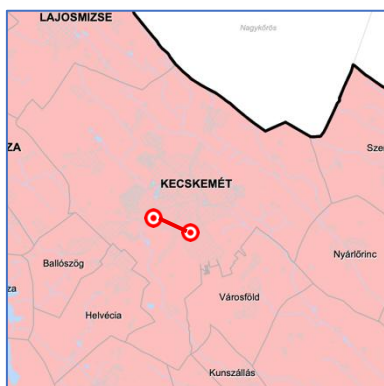 LAJOSMIZSE
Nagykőrös
ZA
Sze
KECSKEMÉT
Nyárlőrinc
Ballószög
za
Városföld
Helvécia
Kunszállás